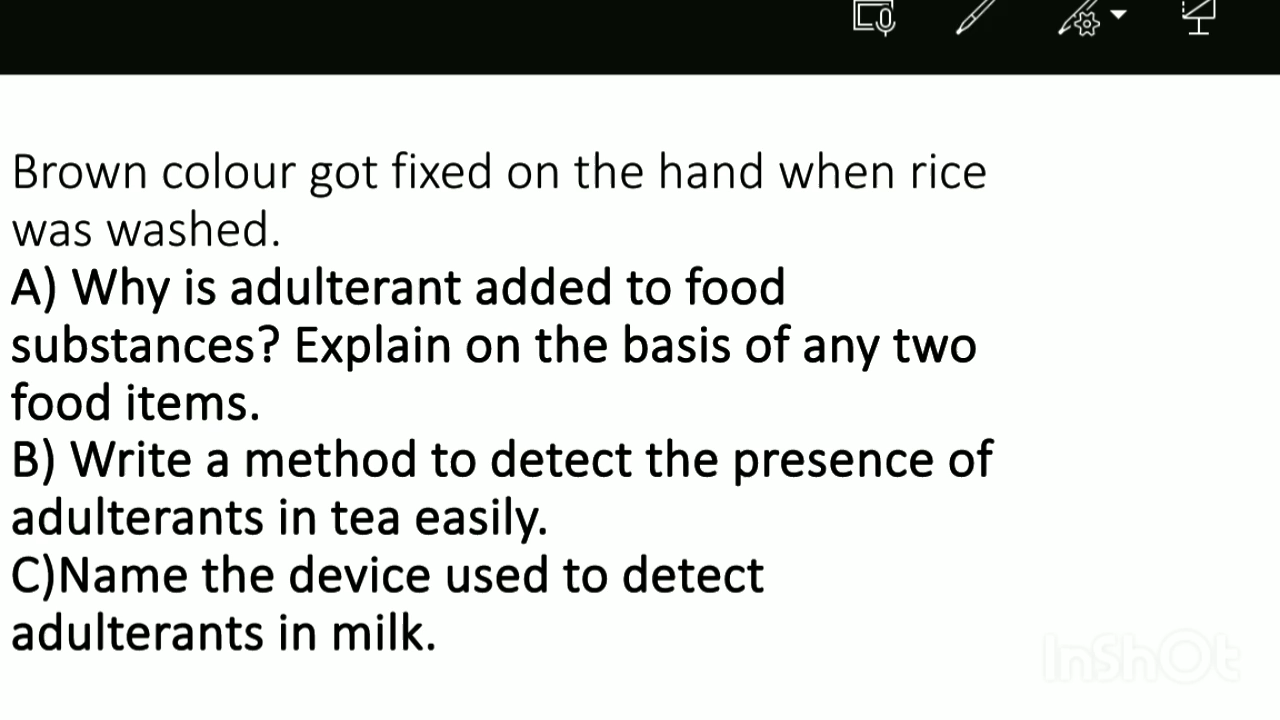 Brown colour got fixed on the hand when rice
was washed.
A) Why is adulterant added to food
substances? Explain on the basis of any two
food items.
B) Write a method to detect the presence of
adulterants in tea easily.
C)Name the device used to detect
adulterants in milk.
InShOt